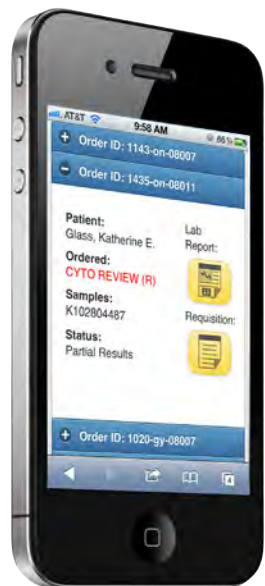 AT&T 9:58 AM 86%
Order ID: 1143-on-08007
Order ID: 1435-on-08011
Patient:
Glass, Katherine E.
Ordered:
CYTO REVIEW (R)
Samples:
K102804487
Status:
Partial Results
Lab
Report:
Requisition:
Order ID: 1020-gy-08007